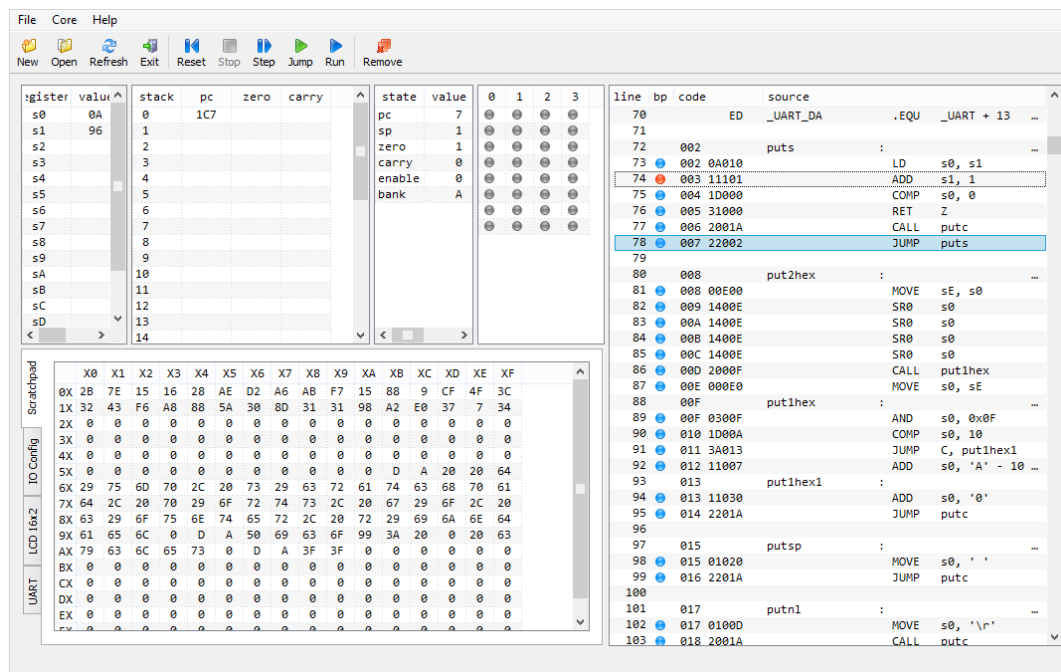 File Core Help
New Open Refresh Exit Reset Stop Step Jump Run Remove
egister value
s0 0A
s1 96
s2
s3
s4
s5
s6
s7
s8
s9
sA
sB
sC
sD
stack pc zero carry
0 1C7
1
2
3
4
5
6
7
8
9
10
11
12
13
14
state value
pc 7
sp 1
zero 1
carry 0
enable 0
bank A
0 1 2 3
line bp code source
70 ED _UART_DA .EQU _UART + 13 ...
71
72 002 puts : ...
73 002 0A010 LD s0, s1
74 003 11101 ADD s1, 1
75 004 1D000 COMP s0, 0
76 005 31000 RET Z
77 006 2001A CALL putc
78 007 22002 JUMP puts
79
80 008 put2hex : ...
81 008 00E00 MOVE sE, s0
82 009 1400E SR0 s0
83 00A 1400E SR0 s0
84 00B 1400E SR0 s0
85 00C 1400E SR0 s0
86 00D 2000F CALL put1hex
87 00E 000E0 MOVE s0, sE
88 00F put1hex :
89 00F 0300F AND s0, 0x0F
90 010 1D00A COMP s0, 10
91 011 3A013 JUMP C, put1hex1
92 012 11007 ADD s0, 'A' - 10 ...
93 013 put1hex1 :
94 013 11030 ADD s0, '0'
95 014 2201A JUMP putc
96
97 015 putsp : ...
98 015 01020 MOVE s0, ' '
99 016 2201A JUMP putc
100
101 017 putnl : ...
102 017 0100D MOVE s0, '\r'
103 018 2001A CALL putc
Scratchpad
IO Config
LCD 16x2
UART
X0 X1 X2 X3 X4 X5 X6 X7 X8 X9 XA XB XC XD XE XF
0X 2B 7E 15 16 28 AE D2 A6 AB F7 15 88 9 CF 4F 3C
1X 32 43 F6 A8 88 5A 30 8D 31 31 98 A2 E0 37 7 34
2X 0 0 0 0 0 0 0 0 0 0 0 0 0 0 0 0
3X 0 0 0 0 0 0 0 0 0 0 0 0 0 0 0 0
4X 0 0 0 0 0 0 0 0 0 0 0 0 0 0 0 0
5X 0 0 0 0 0 0 0 0 0 0 0 D A 20 20 64
6X 29 75 6D 70 2C 20 73 29 63 72 61 74 63 68 70 61
7X 64 2C 20 70 29 6F 72 74 73 2C 20 67 29 6F 2C 20
8X 63 29 6F 75 6E 74 65 72 2C 20 72 29 69 6A 6E 64
9X 61 65 6C 0 D A 50 69 63 6F 99 3A 20 0 20 63
AX 79 63 6C 65 73 0 D A 3F 3F 0 0 0 0 0 0
BX 0 0 0 0 0 0 0 0 0 0 0 0 0 0 0 0
CX 0 0 0 0 0 0 0 0 0 0 0 0 0 0 0 0
DX 0 0 0 0 0 0 0 0 0 0 0 0 0 0 0 0
EX 0 0 0 0 0 0 0 0 0 0 0 0 0 0 0 0